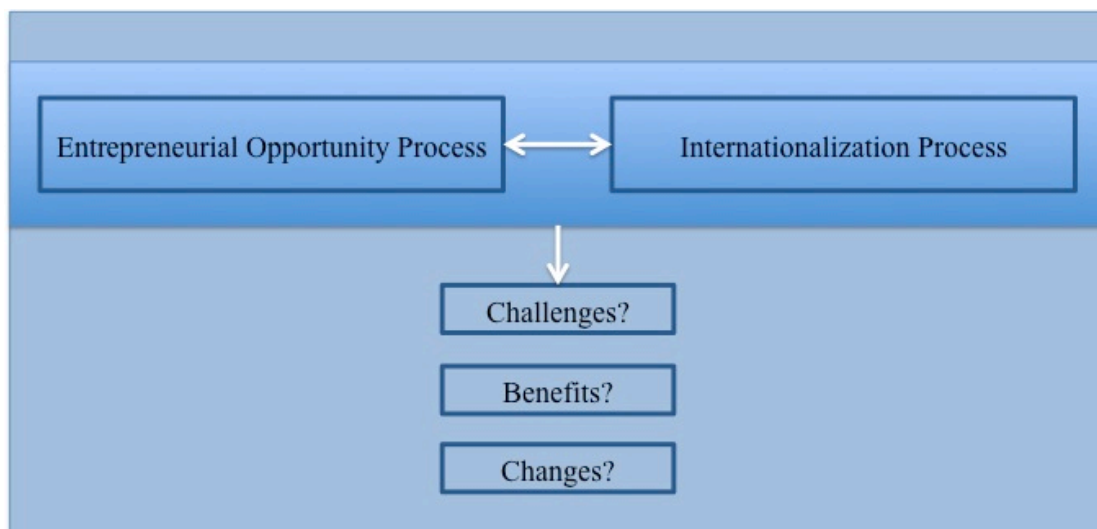 Entrepreneurial Opportunity Process
Internationalization Process
Challenges?
Benefits?
Changes?